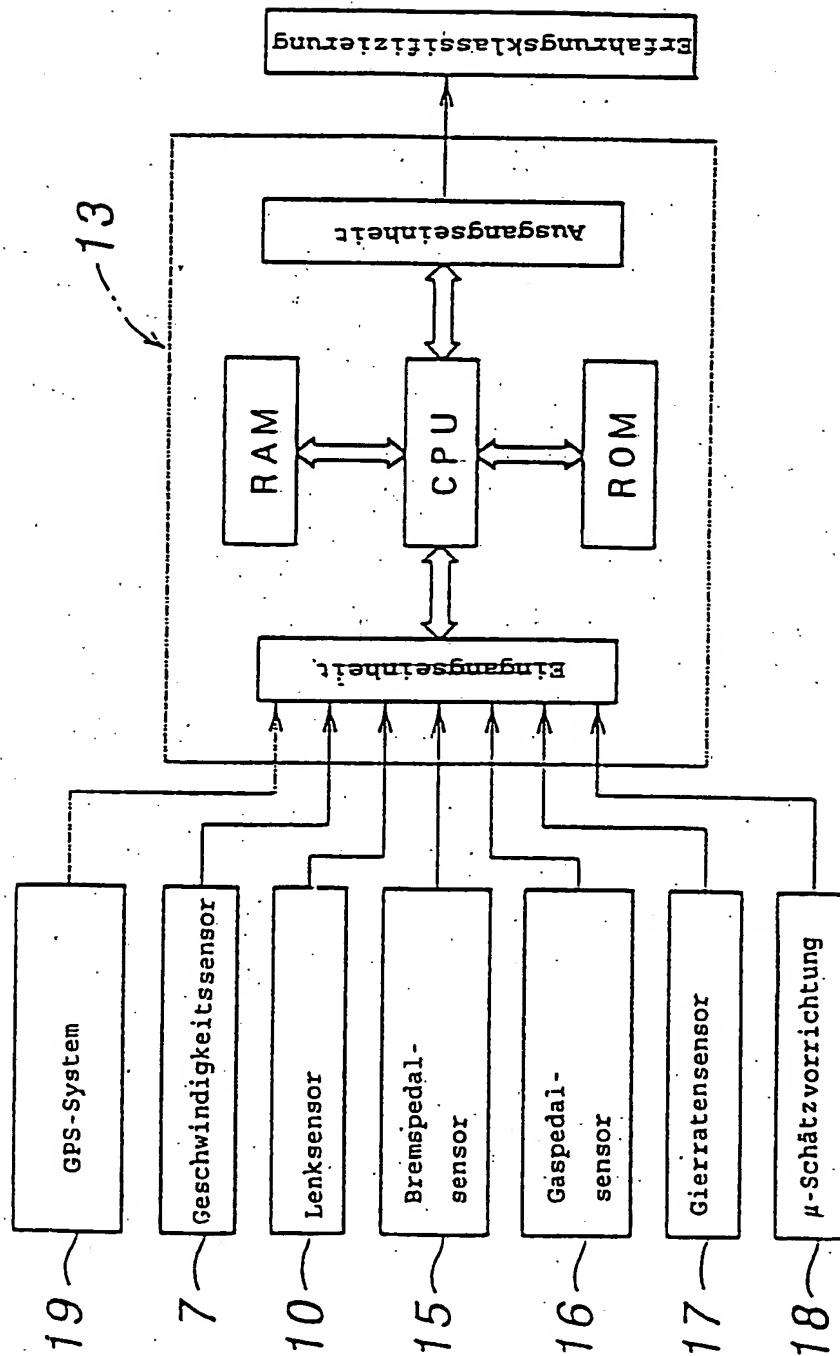 19
GPS-System
7
Geschwindigkeitssensor
10
Lenksensor
15
Bremspedal-
sensor
16
Gaspedal-
sensor
17
Gierratensensor
18
µ-Schätzvorrichtung
Eingangseinheit
RAM
CPU
ROM
Ausgangseinheit
13
Erfahrungsklassifizierung